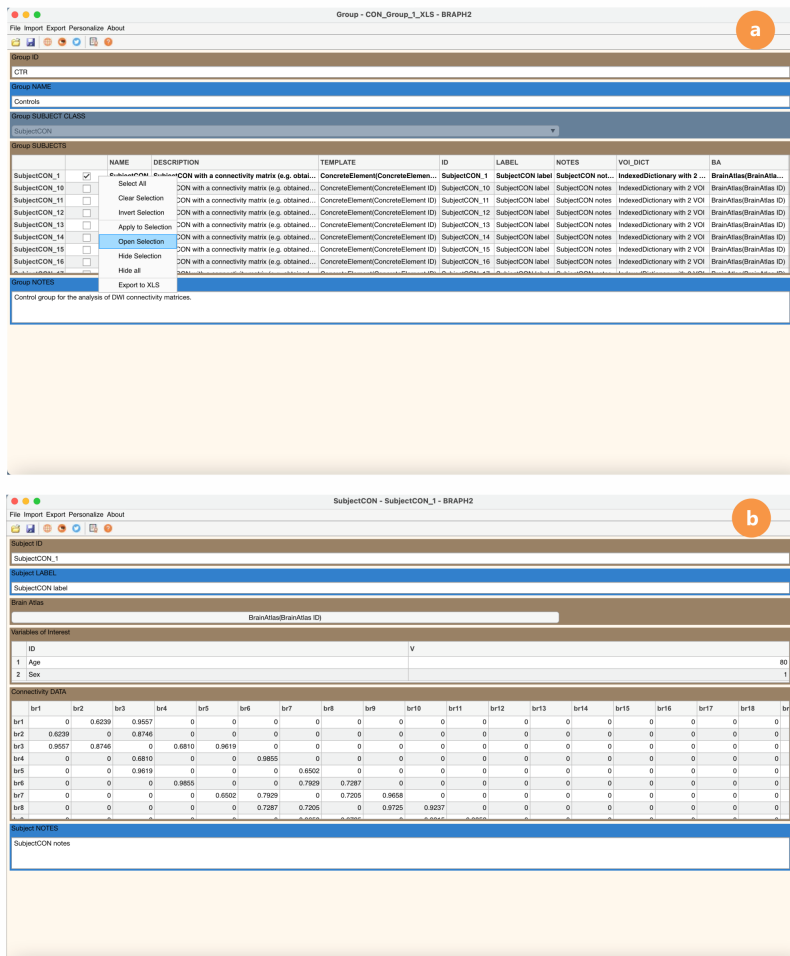 Group - CON_Group_1_XLS - BRAPH2
a
File Import Export Personalize About
Group ID
CTR
Group NAME
Controls
Group SUBJECT CLASS
SubjectCON
Group SUBJECTS
NAME DESCRIPTION TEMPLATE ID LABEL NOTES VOI_DICT BA
SubjectCON_1 SubjectCON SubjectCON with a connectivity matrix (e.g. obtai... ConcreteElement(ConcreteElemen... SubjectCON_1 SubjectCON label SubjectCON not... IndexedDictionary with 2 ... BrainAtlas(BrainAtla...
SubjectCON_10 CON with a connectivity matrix (e.g. obtained... ConcreteElement(ConcreteElement ID) SubjectCON_10 SubjectCON label SubjectCON notes IndexedDictionary with 2 VOI BrainAtlas(BrainAtlas ID)
SubjectCON_11 CON with a connectivity matrix (e.g. obtained... ConcreteElement(ConcreteElement ID) SubjectCON_11 SubjectCON label SubjectCON notes IndexedDictionary with 2 VOI BrainAtlas(BrainAtlas ID)
SubjectCON_12 CON with a connectivity matrix (e.g. obtained... ConcreteElement(ConcreteElement ID) SubjectCON_12 SubjectCON label SubjectCON notes IndexedDictionary with 2 VOI BrainAtlas(BrainAtlas ID)
SubjectCON_13 CON with a connectivity matrix (e.g. obtained... ConcreteElement(ConcreteElement ID) SubjectCON_13 SubjectCON label SubjectCON notes IndexedDictionary with 2 VOI BrainAtlas(BrainAtlas ID)
SubjectCON_14 CON with a connectivity matrix (e.g. obtained... ConcreteElement(ConcreteElement ID) SubjectCON_14 SubjectCON label SubjectCON notes IndexedDictionary with 2 VOI BrainAtlas(BrainAtlas ID)
SubjectCON_15 CON with a connectivity matrix (e.g. obtained... ConcreteElement(ConcreteElement ID) SubjectCON_15 SubjectCON label SubjectCON notes IndexedDictionary with 2 VOI BrainAtlas(BrainAtlas ID)
SubjectCON_16 CON with a connectivity matrix (e.g. obtained... ConcreteElement(ConcreteElement ID) SubjectCON_16 SubjectCON label SubjectCON notes IndexedDictionary with 2 VOI BrainAtlas(BrainAtlas ID)
Select All
Clear Selection
Invert Selection
Apply to Selection
Open Selection
Hide Selection
Hide all
Export to XLS
Group NOTES
Control group for the analysis of DWI connectivity matrices.
SubjectCON - SubjectCON_1 - BRAPH2
b
File Import Export Personalize About
Subject ID
SubjectCON_1
Subject LABEL
SubjectCON label
Brain Atlas
BrainAtlas(BrainAtlas ID)
Variables of Interest
ID V
1 Age 80
2 Sex 1
Connectivity DATA
br1 br2 br3 br4 br5 br6 br7 br8 br9 br10 br11 br12 br13 br14 br15 br16 br17 br18 br
br1 0 0.6239 0.9557 0 0 0 0 0 0 0 0 0 0 0 0 0 0 0
br2 0.6239 0 0.8746 0 0 0 0 0 0 0 0 0 0 0 0 0 0 0
br3 0.9557 0.8746 0 0.6810 0.9619 0 0 0 0 0 0 0 0 0 0 0 0 0
br4 0 0 0.6810 0 0 0.9855 0 0 0 0 0 0 0 0 0 0 0 0
br5 0 0 0.9619 0 0 0 0.6502 0 0 0 0 0 0 0 0 0 0 0
br6 0 0 0 0.9855 0 0 0.7929 0.7287 0 0 0 0 0 0 0 0 0 0
br7 0 0 0 0 0.6502 0.7929 0 0.7205 0.9658 0 0 0 0 0 0 0 0 0
br8 0 0 0 0 0 0.7287 0.7205 0 0.9725 0.9237 0 0 0 0 0 0 0 0
Subject NOTES
SubjectCON notes